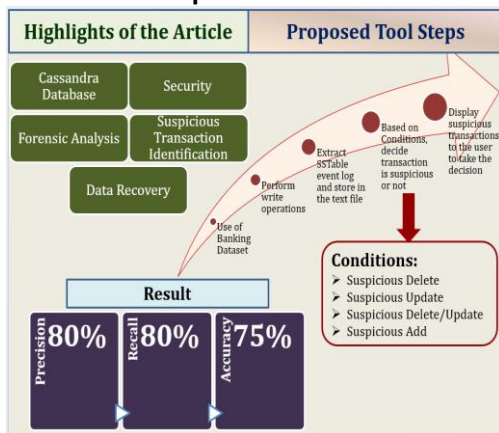 Highlights of the Article
Proposed Tool Steps
Cassandra
Database
Security
Forensic Analysis
Suspicious
Transaction
Identification
Data Recovery
Use of
Banking
Dataset
Perform
write
operations
Extract
SSTable
event log
and store in
the text file
Based on
Conditions,
decide
transaction
is suspicious
or not
Display
suspicious
transactions
to the user
to take the
decision
Conditions:
➢ Suspicious Delete
➢ Suspicious Update
➢ Suspicious Delete/Update
➢ Suspicious Add
Result
Precision 80%
Recall 80%
Accuracy 75%